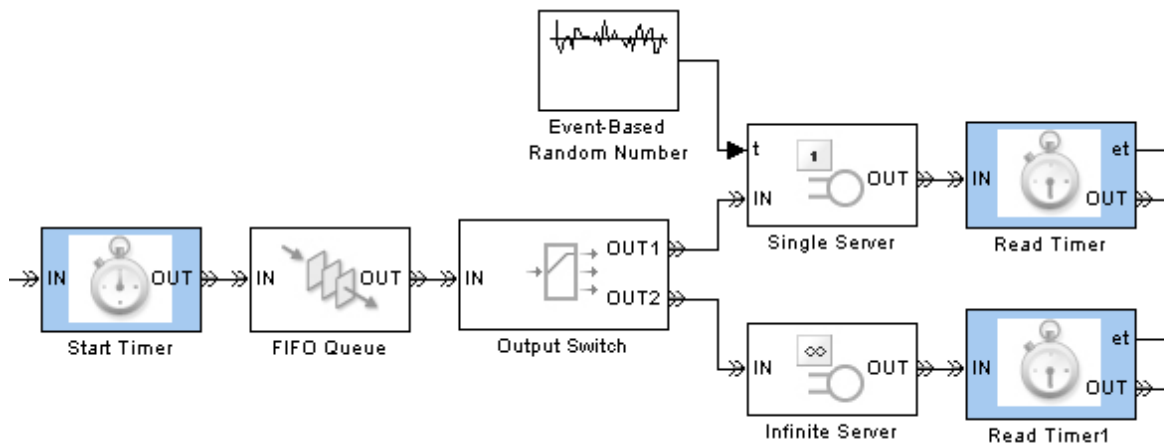 Event-Based
Random Number
t
1
OUT
IN
Single Server
et
IN
OUT
Read Timer
IN
OUT
Start Timer
IN
OUT
FIFO Queue
IN
OUT1
OUT2
Output Switch
∞
IN
OUT
Infinite Server
et
IN
OUT
Read Timer1